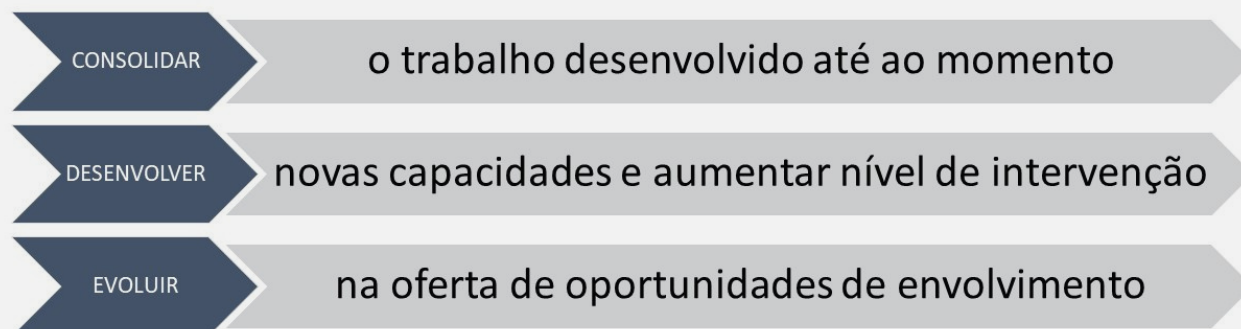 CONSOLIDAR o trabalho desenvolvido até ao momento
DESENVOLVER novas capacidades e aumentar nível de intervenção
EVOLUIR na oferta de oportunidades de envolvimento